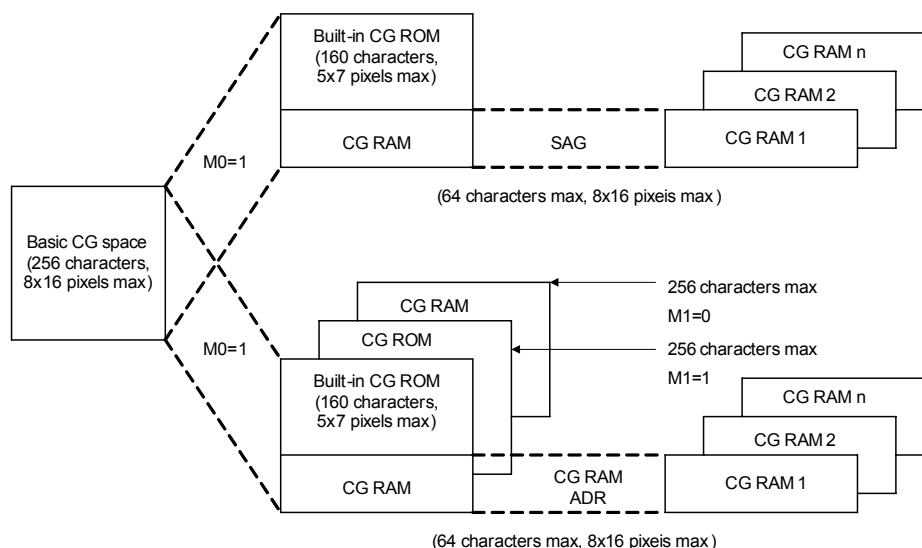 Built-in CG ROM
(160 characters,
5x7 pixels max)
CG RAM n
CG RAM 2
CG RAM
SAG
CG RAM 1
M0=1
(64 characters max, 8x16 pixels max)
Basic CG space
(256 characters,
8x16 pixels max)
CG RAM
256 characters max
M1=0
CG ROM
256 characters max
M0=1
M1=1
Built-in CG ROM
(160 characters,
5x7 pixels max)
CG RAM n
CG RAM 2
CG RAM
CG RAM
ADR
CG RAM 1
(64 characters max, 8x16 pixels max)